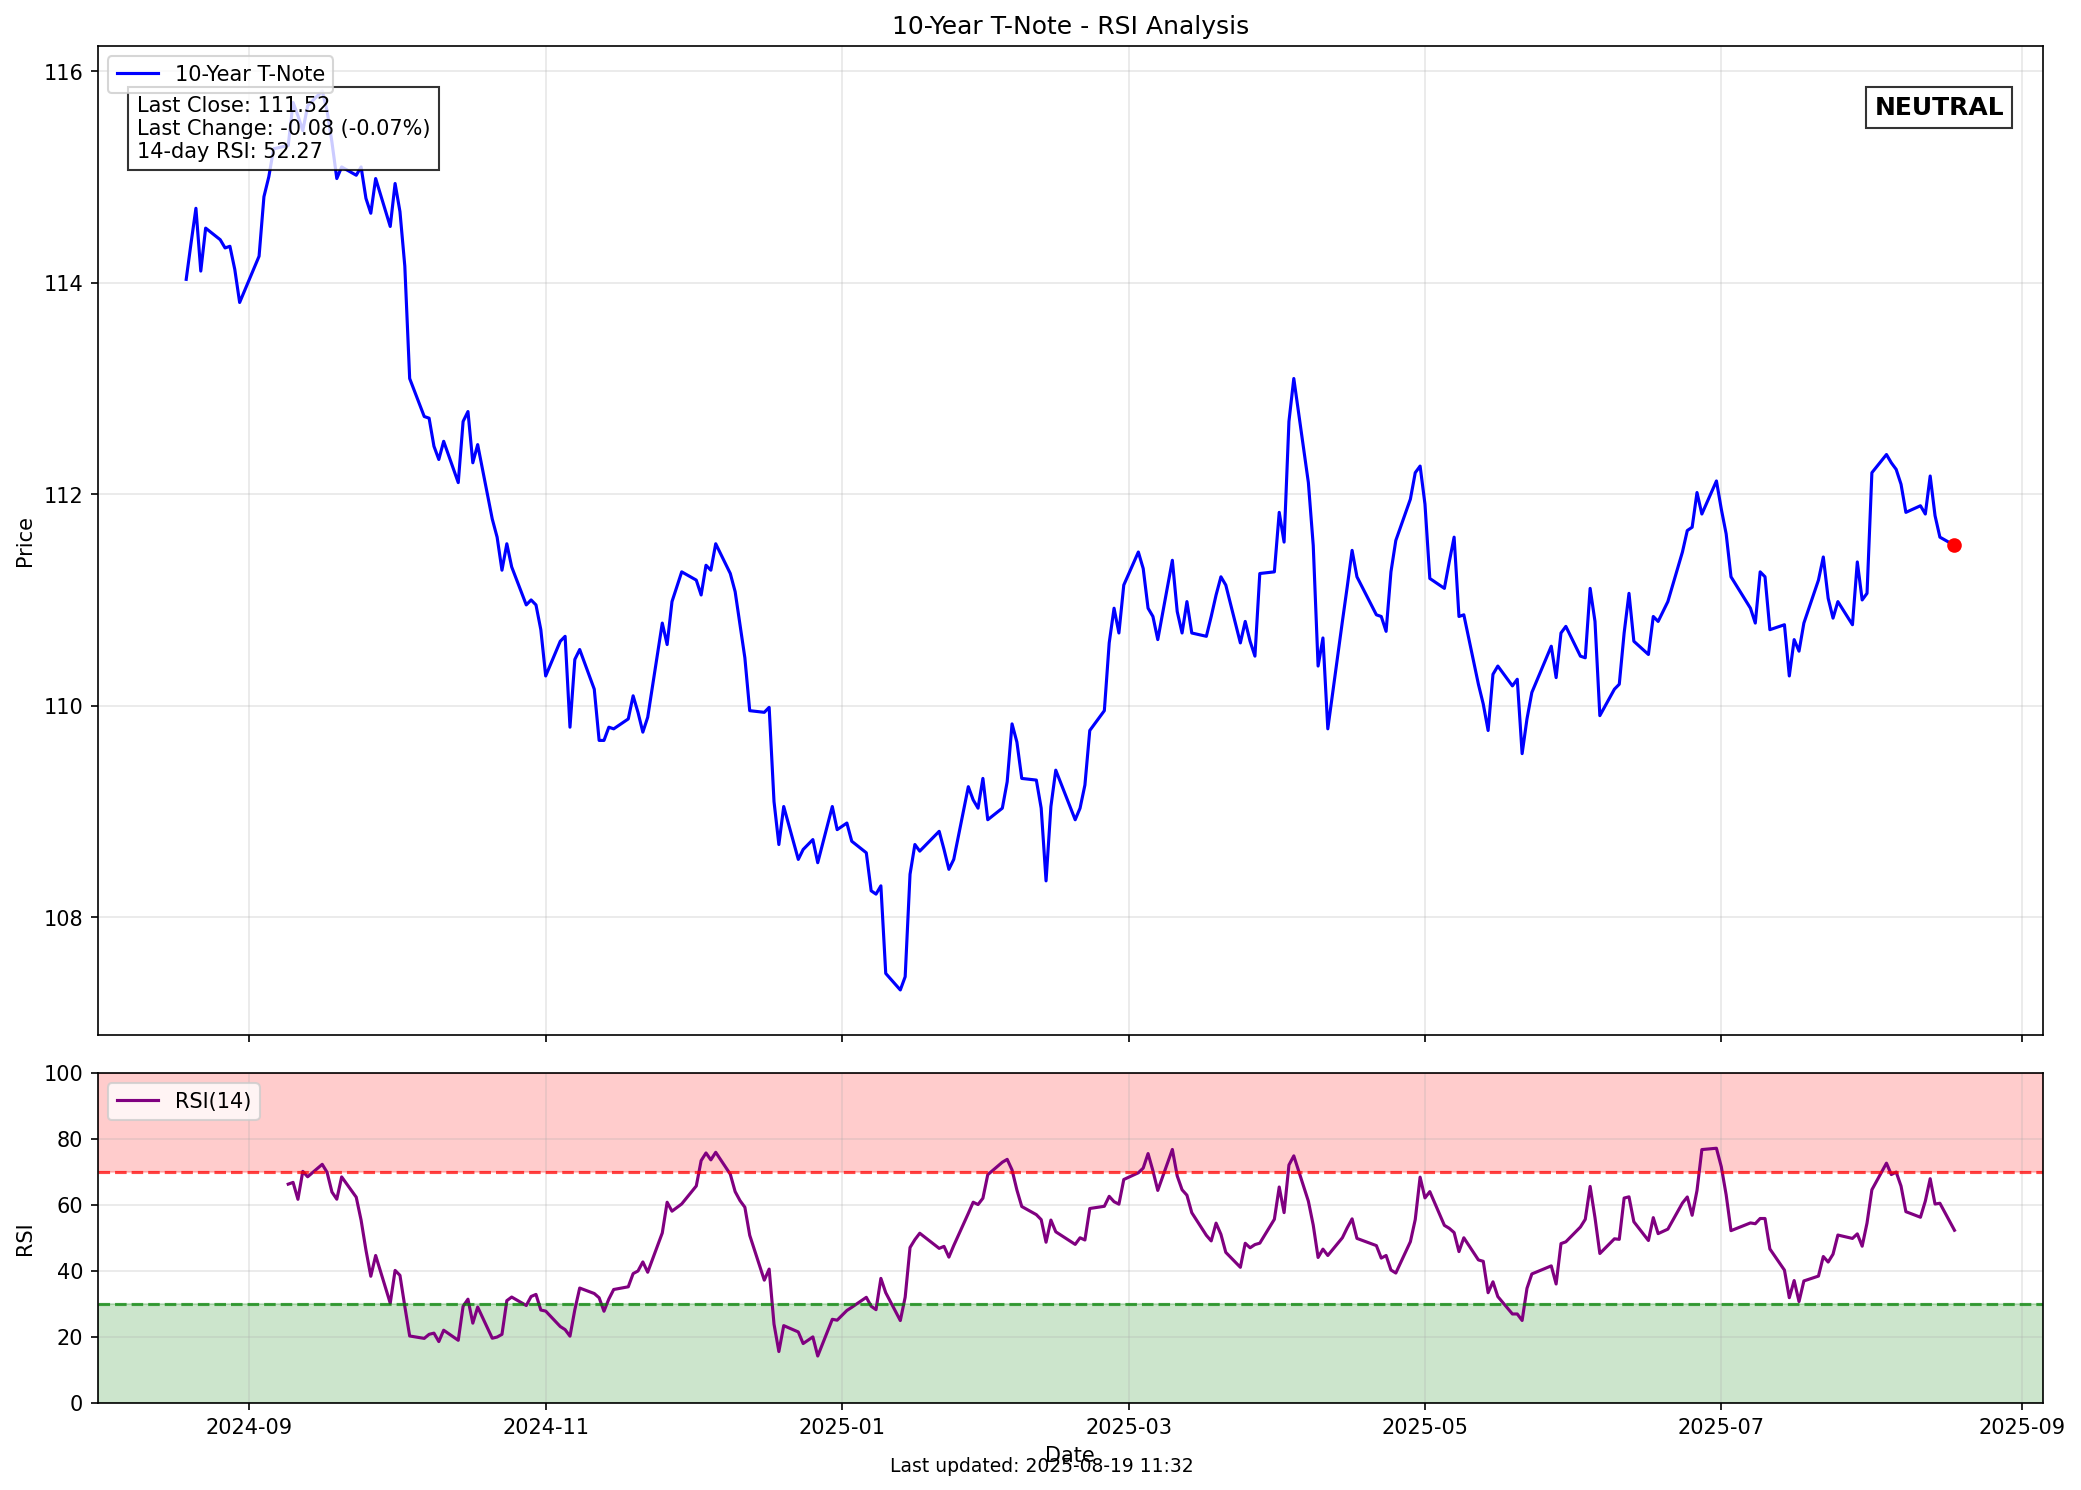 10-Year T-Note - RSI Analysis
116
114
112
110
108
Price
10-Year T-Note
Last Close: 111.52
Last Change: -0.08 (-0.07%)
14-day RSI: 52.27
NEUTRAL
100
80
60
40
20
0
RSI
RSI(14)
2024-09
2024-11
2025-01
2025-03
2025-05
2025-07
2025-09
Date
Last updated: 2025-08-19 11:32